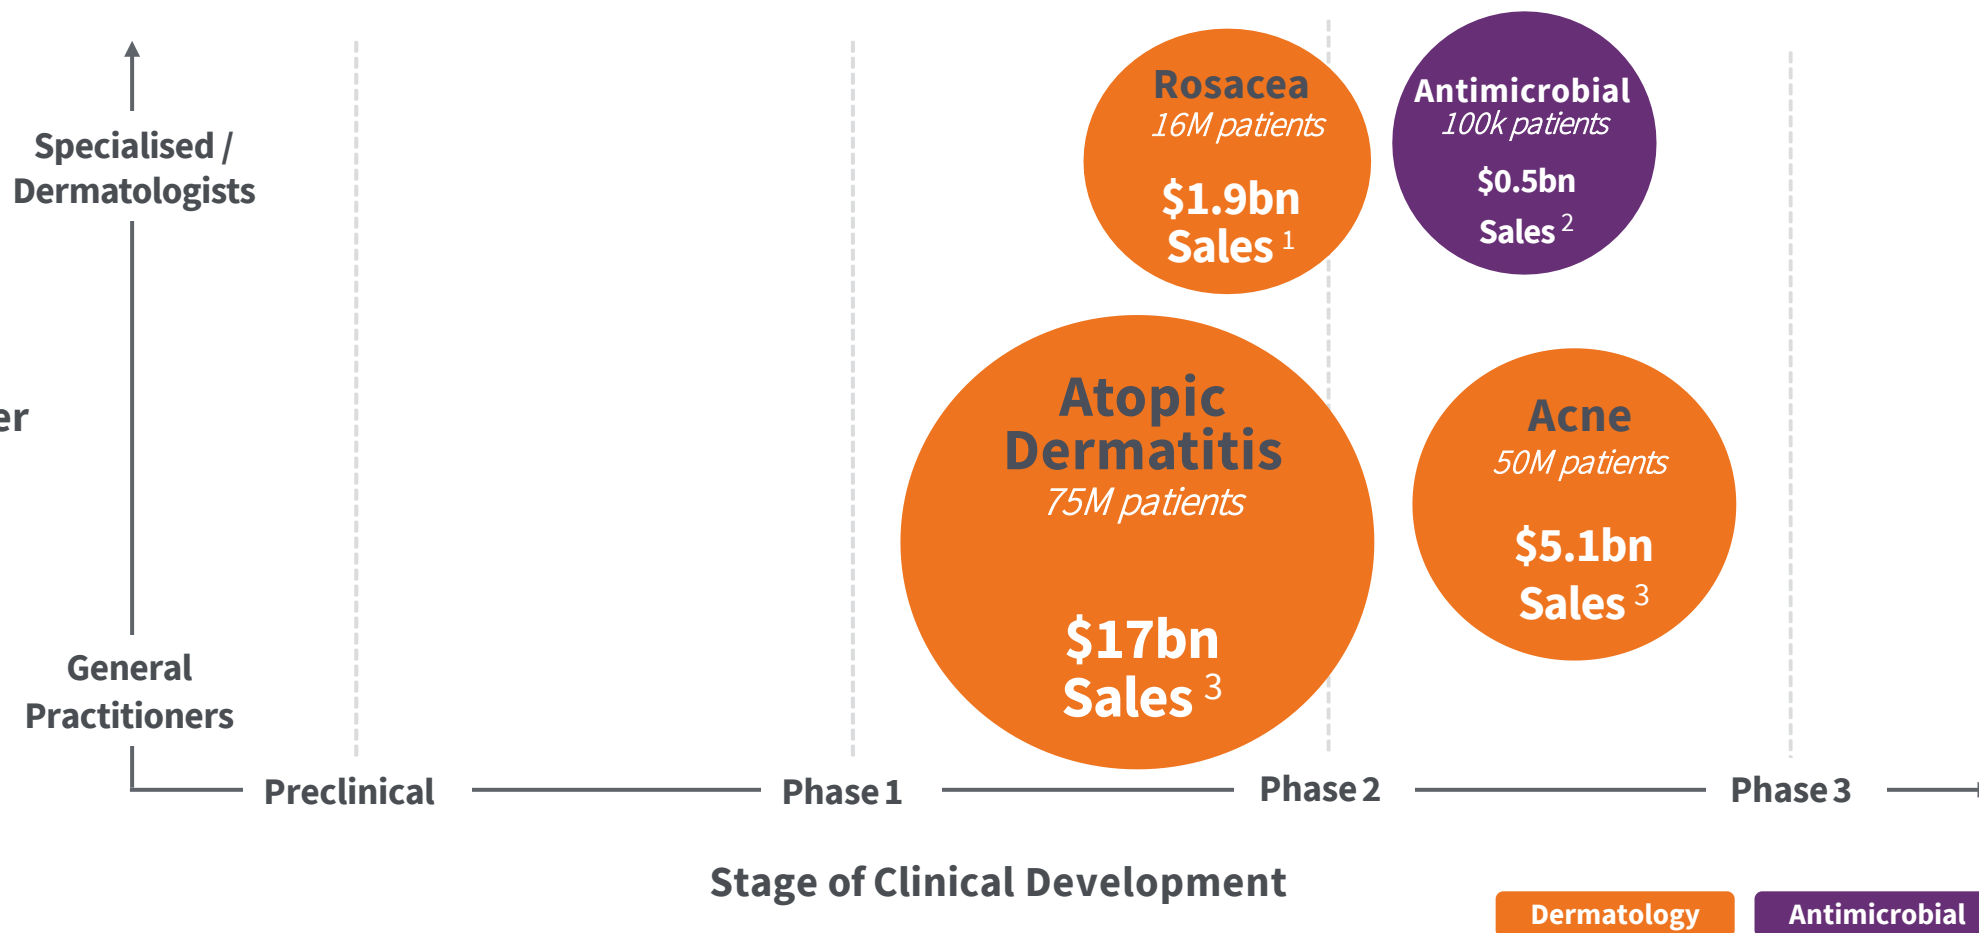 Specialised /
Dermatologists
er
General
Practitioners
Rosacea
16M patients
$1.9bn
Sales 1
Antimicrobial
100k patients
$0.5bn
Sales 2
Atopic
Dermatitis
75M patients
$17bn
Sales 3
Acne
50M patients
$5.1bn
Sales 3
Preclinical
Phase 1
Phase 2
Phase 3
Stage of Clinical Development
Dermatology
Antimicrobial